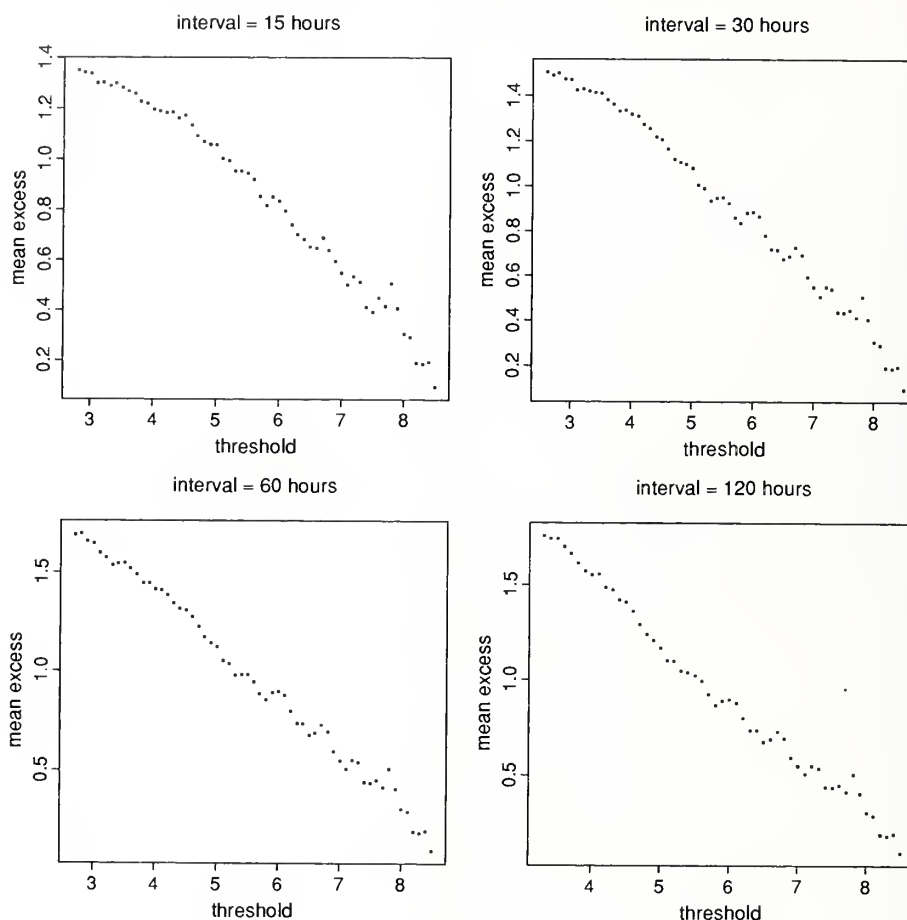 interval = 15 hours
mean excess
0.2 0.4 0.6 0.8 1.0 1.2 1.4
3 4 5 6 7 8
threshold
interval = 30 hours
mean excess
0.2 0.4 0.6 0.8 1.0 1.2 1.4
3 4 5 6 7 8
threshold
interval = 60 hours
mean excess
0.5 1.0 1.5
3 4 5 6 7 8
threshold
interval = 120 hours
mean excess
0.5 1.0 1.5
4 5 6 7 8
threshold